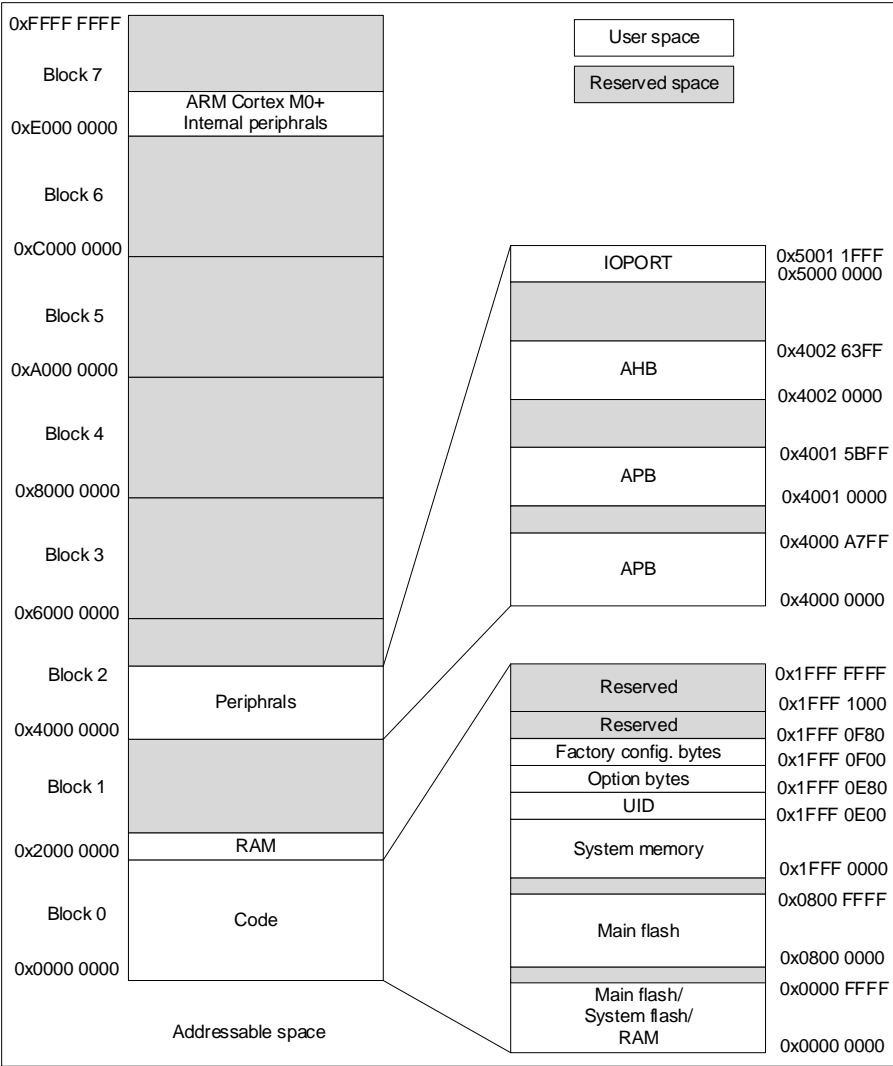 0xFFFF FFFF
Block 7
ARM Cortex M0+
Internal periphrals
0xE000 0000
Block 6
0xC000 0000
Block 5
0xA000 0000
Block 4
0x8000 0000
Block 3
0x6000 0000
Block 2
Periphrals
0x4000 0000
Block 1
0x2000 0000
RAM
Block 0
Code
0x0000 0000
Addressable space
User space
Reserved space
IOPORT
0x5001 1FFF
0x5000 0000
0x4002 63FF
AHB
0x4002 0000
0x4001 5BFF
APB
0x4001 0000
0x4000 A7FF
APB
0x4000 0000
0x1FFF FFFF
Reserved
0x1FFF 1000
Reserved
0x1FFF 0F80
Factory config. bytes
0x1FFF 0F00
Option bytes
0x1FFF 0E80
UID
0x1FFF 0E00
System memory
0x1FFF 0000
0x0800 FFFF
Main flash
0x0800 0000
0x0000 FFFF
Main flash/
System flash/
RAM
0x0000 0000